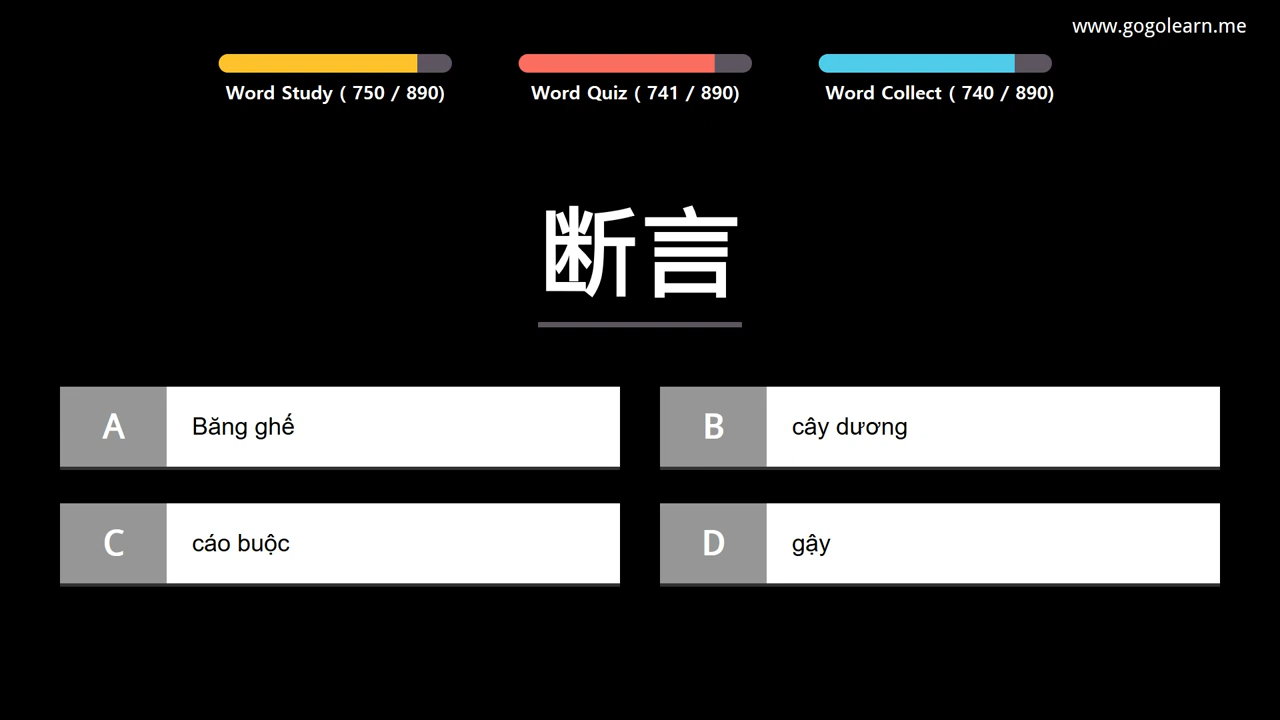 www.gogolearn.me
Word Study ( 750 / 890)
Word Quiz ( 741 / 890)
Word Collect ( 740 / 890)
断言
A Băng ghế
B cây dương
C cáo buộc
D gậy